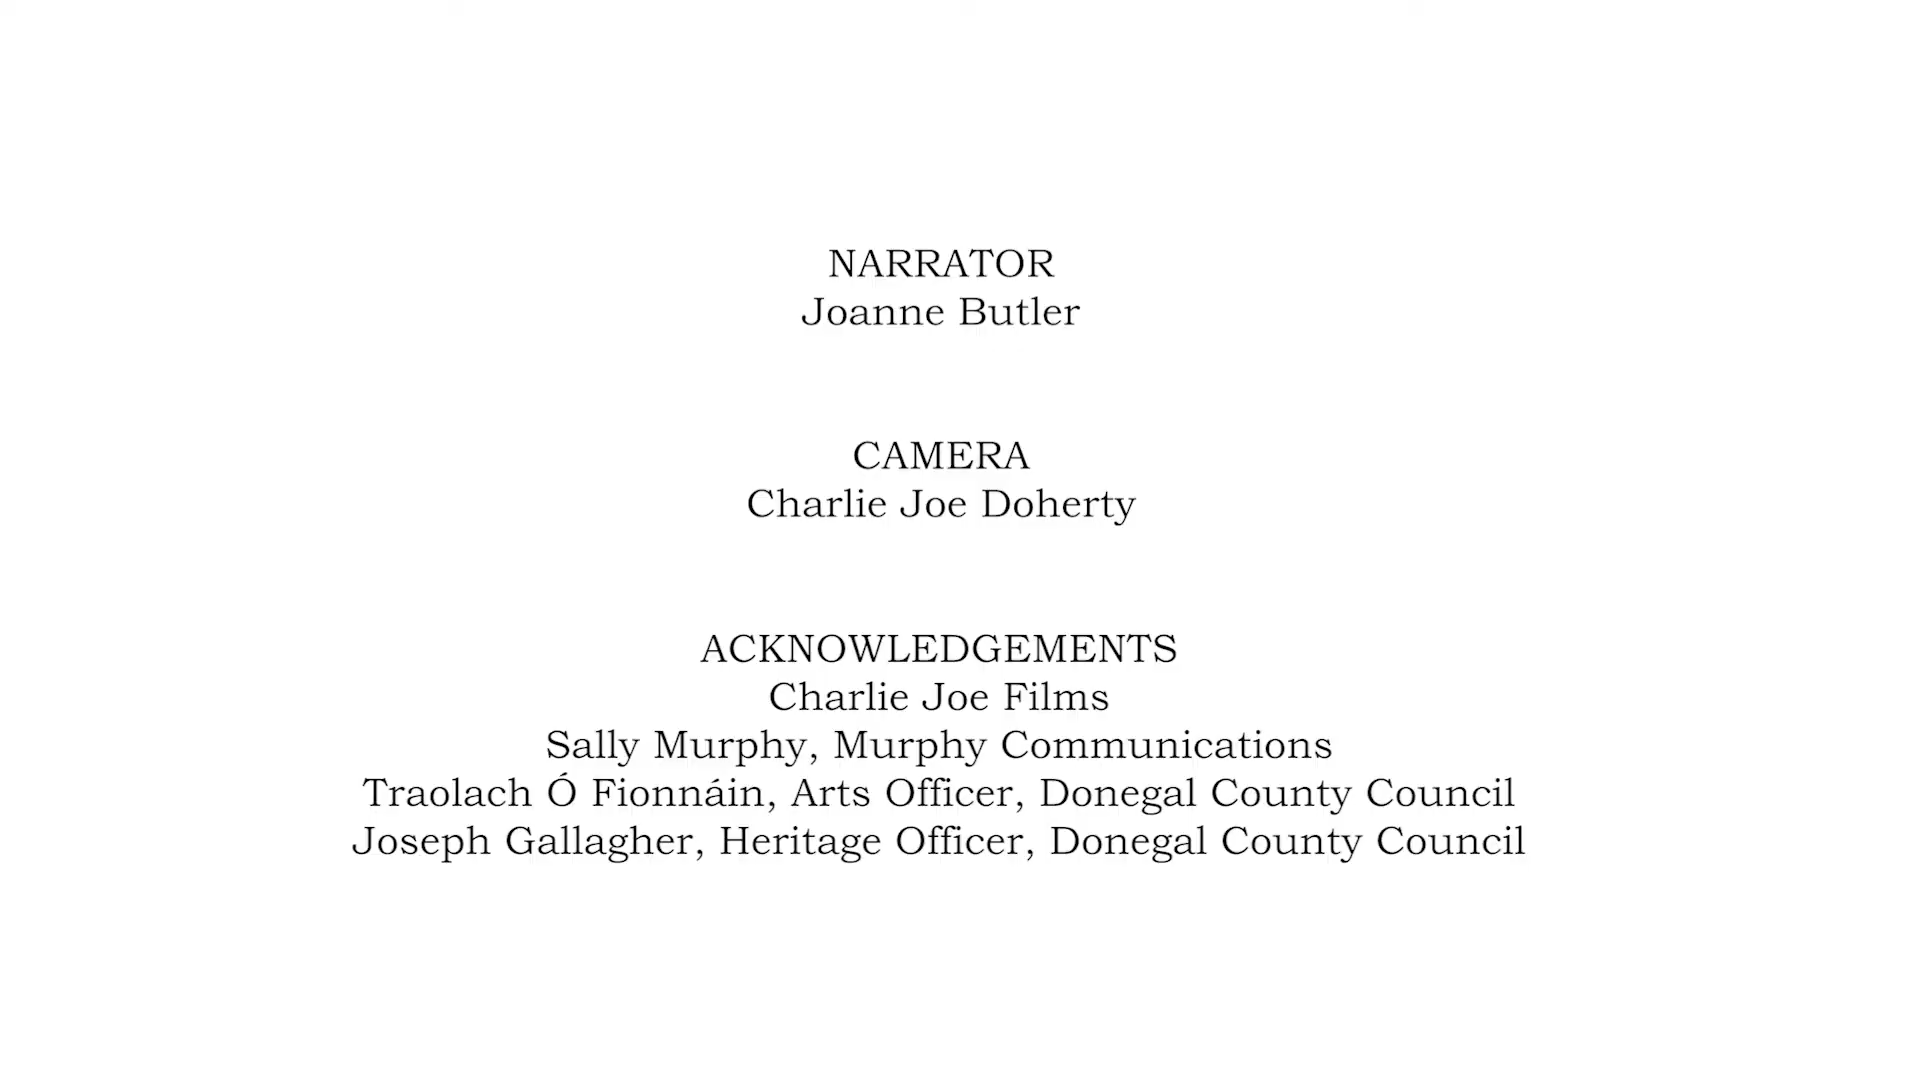 NARRATOR
Joanne Butler
CAMERA
Charlie Joe Doherty
ACKNOWLEDGEMENTS
Charlie Joe Films
Sally Murphy, Murphy Communications
Traolach Ó Fionnáin, Arts Officer, Donegal County Council
Joseph Gallagher, Heritage Officer, Donegal County Council